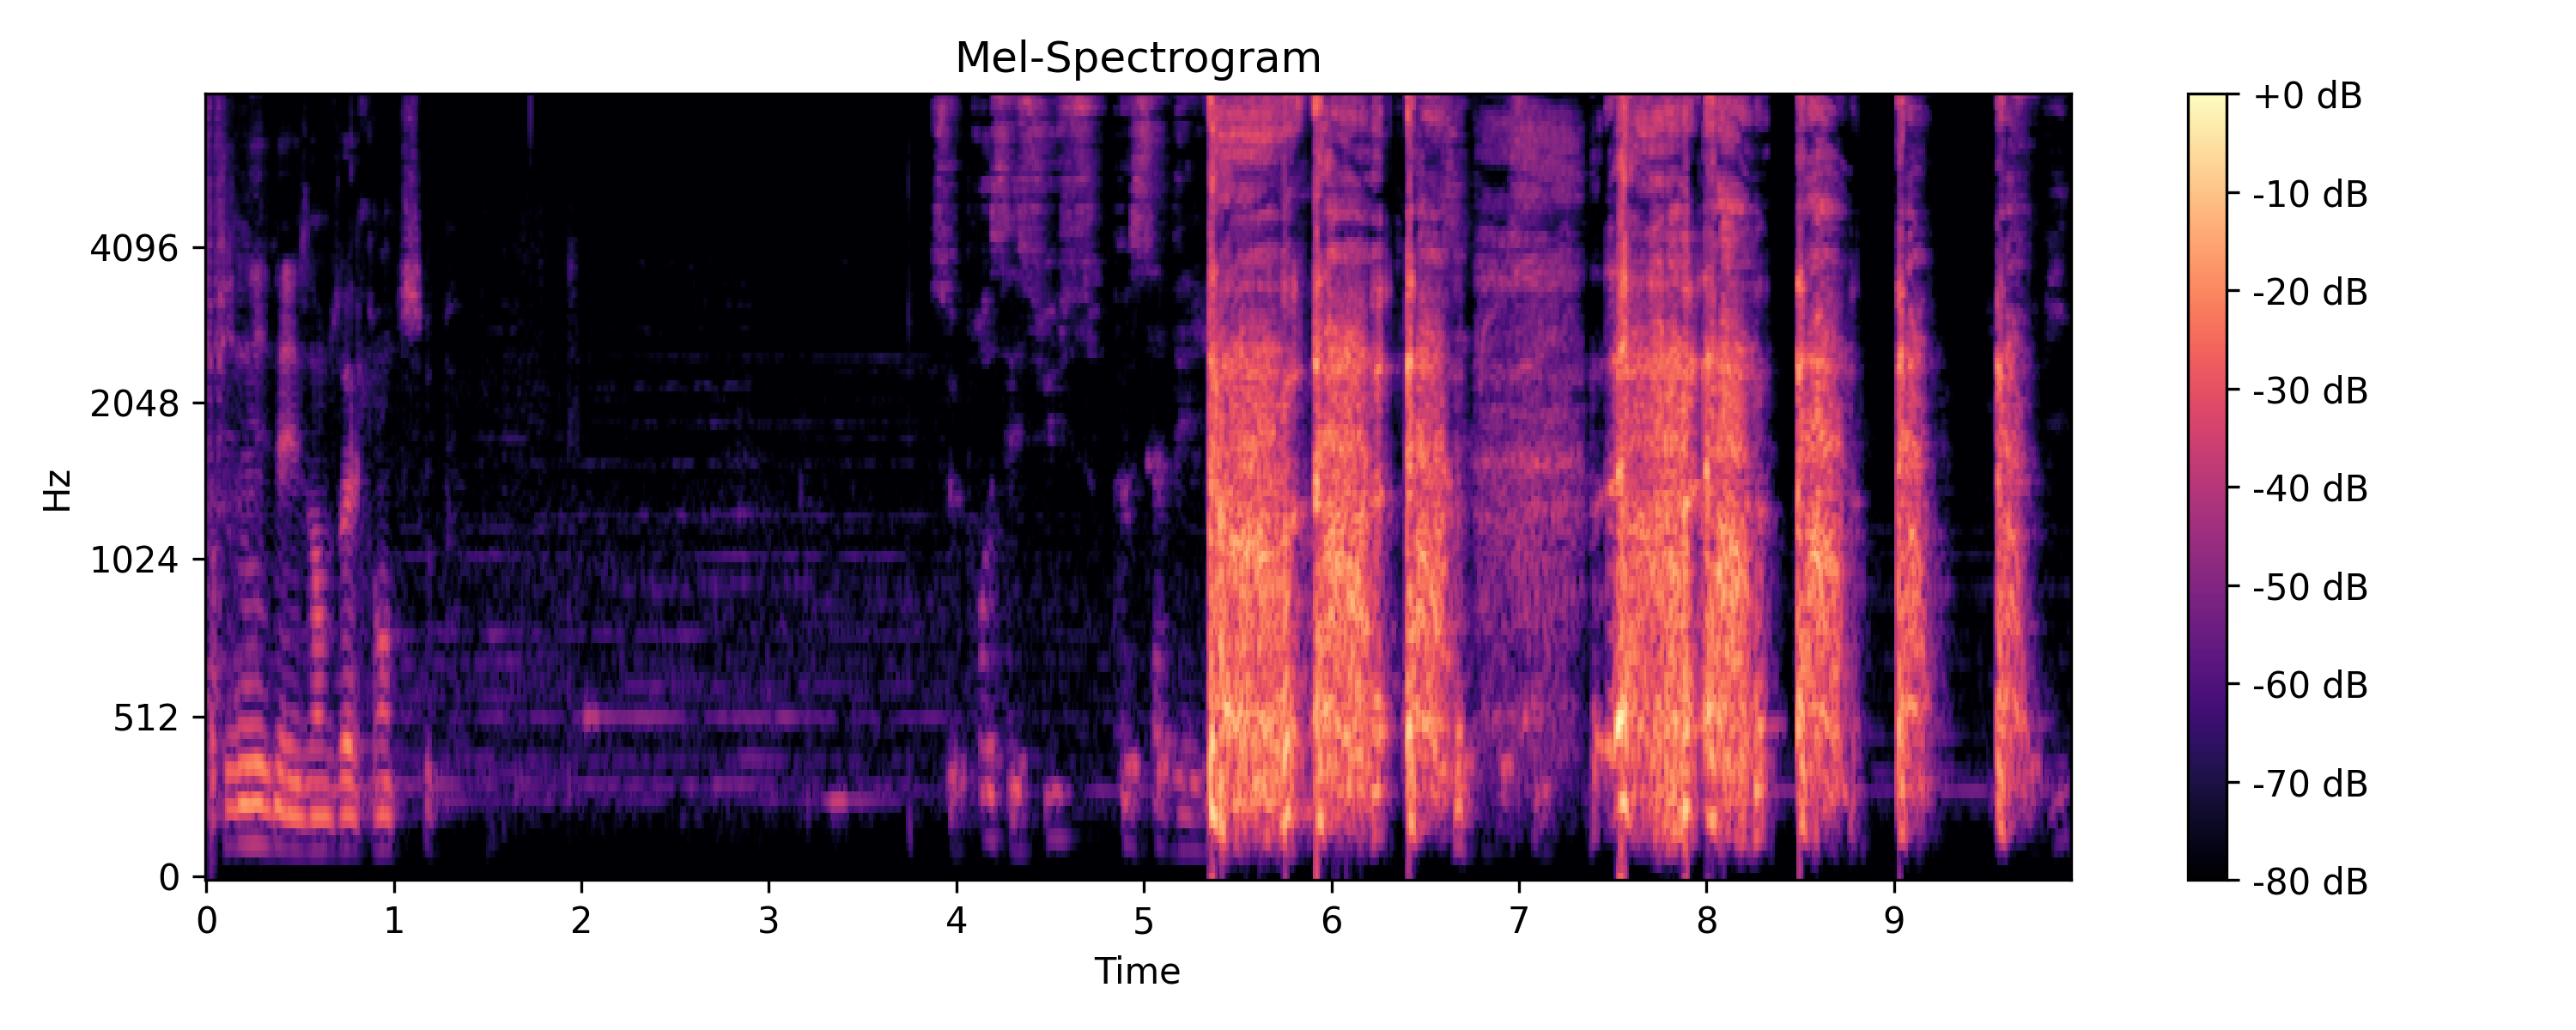 Mel-Spectrogram
Hz
4096
2048
1024
512
0
0 1 2 3 4 5 6 7 8 9
Time
+0 dB
-10 dB
-20 dB
-30 dB
-40 dB
-50 dB
-60 dB
-70 dB
-80 dB